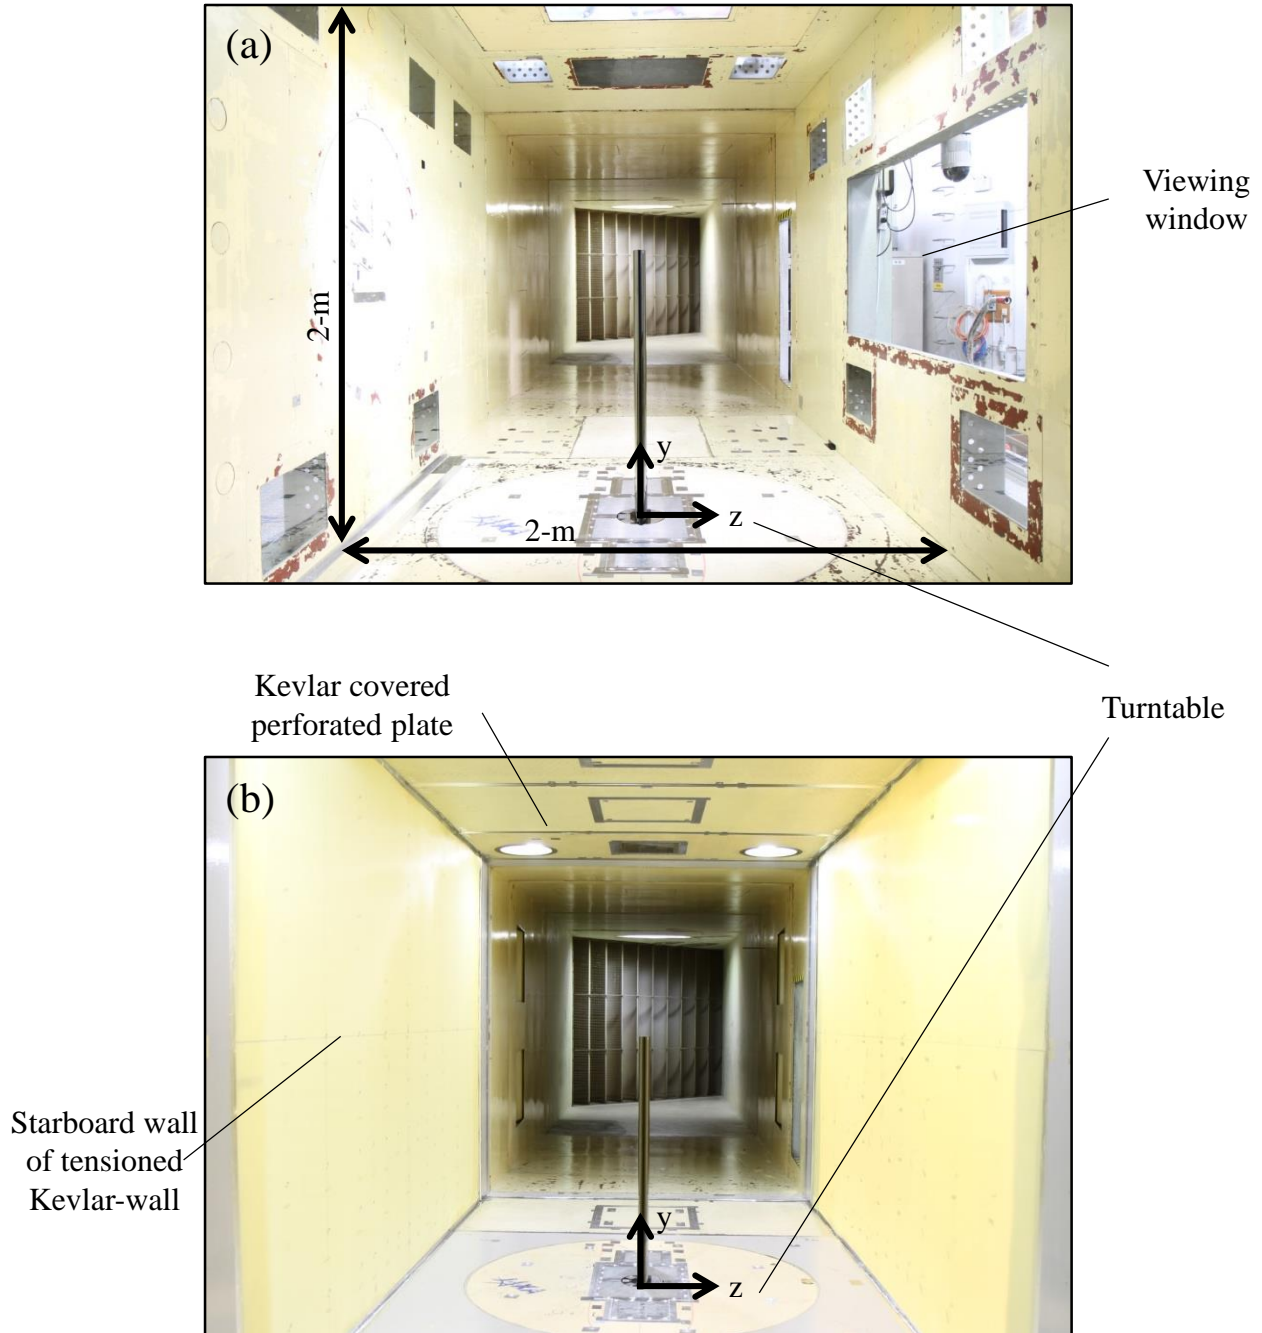 (a)
Viewing
window
2-m
y
z
2-m
Kevlar covered
perforated plate
Turntable
(b)
Starboard wall
of tensioned
Kevlar-wall
y
z